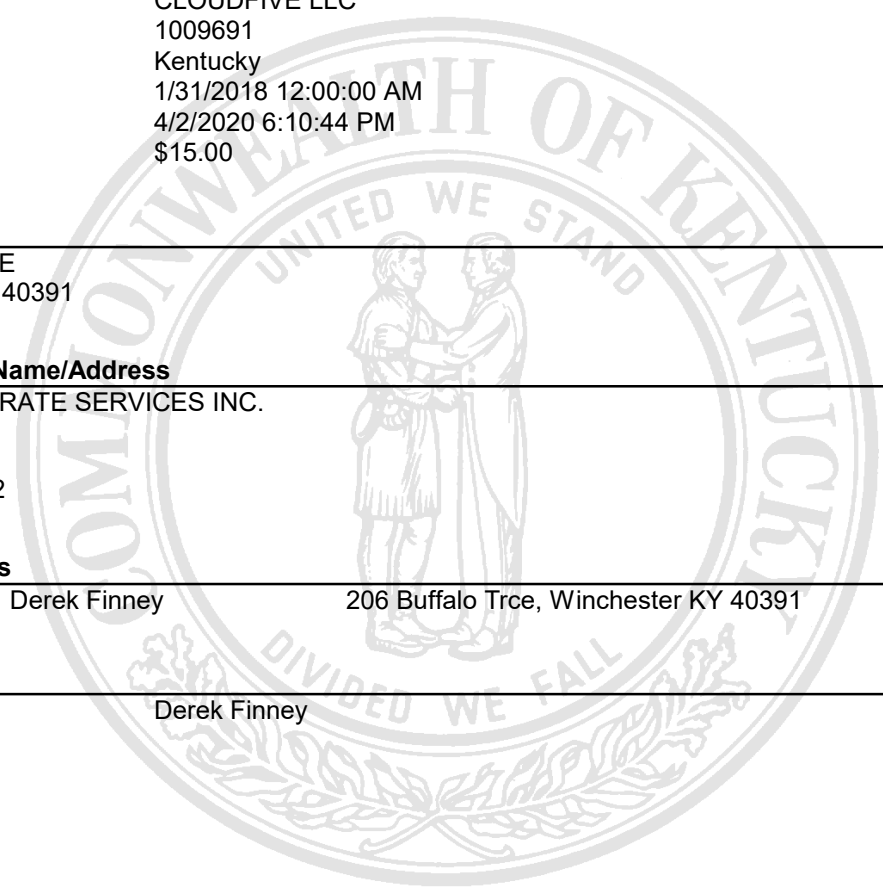 CLOUDFIVE LLC
1009691
Kentucky
1/31/2018 12:00:00 AM
4/2/2020 6:10:44 PM
$15.00
E
40391
Name/Address
RATE SERVICES INC.
2
s
Derek Finney 206 Buffalo Trce, Winchester KY 40391
Derek Finney
COMMONWEALTH OF KENTUCKY
UNITED WE STAND
DIVIDED WE FALL